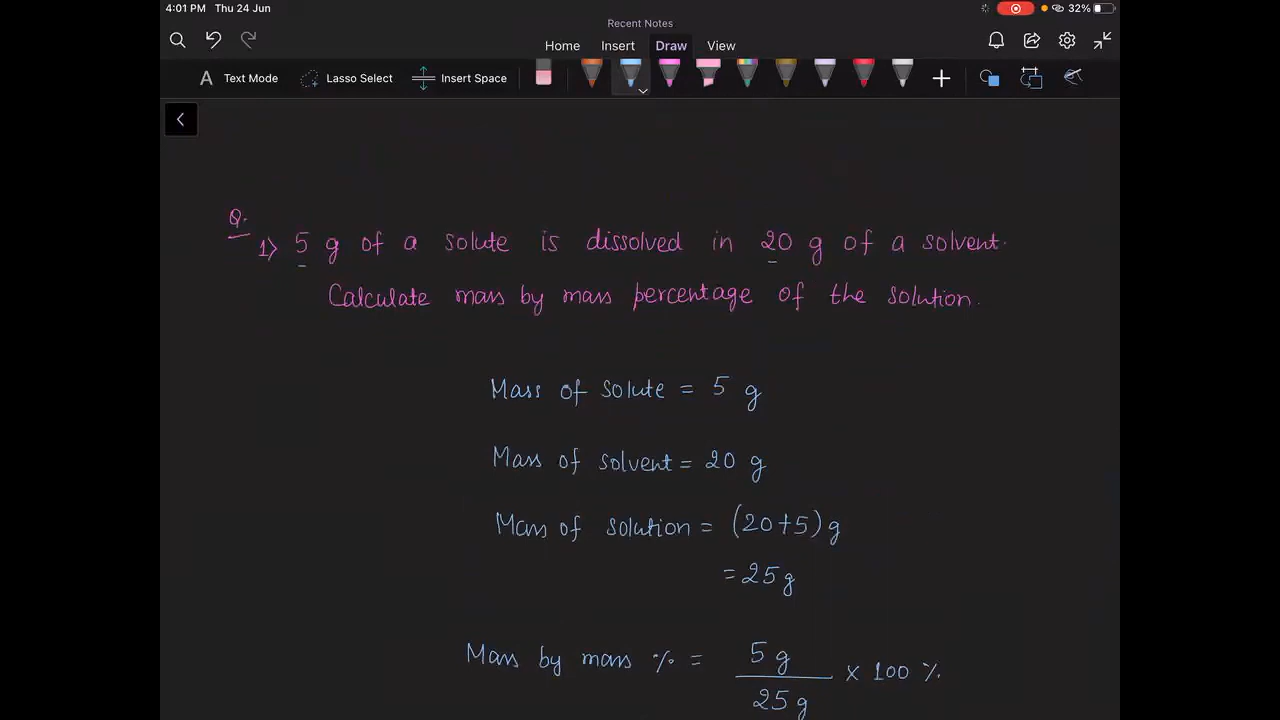 4:01 PM Thu 24 Jun
32%
Recent Notes
Home Insert Draw View
Text Mode Lasso Select Insert Space
Q.
1) 5 g of a solute is dissolved in 20 g of a solvent.
Calculate mass by mass percentage of the solution.
Mass of solute = 5 g
Mass of solvent = 20 g
Mass of solution = (20+5) g
= 25 g
Mass by mass % = 5 g
× 100 %
25 g